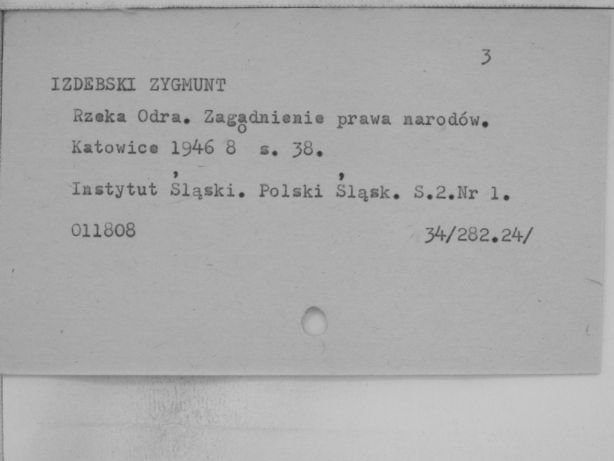 3
IZDEBSKI ZYGMUNT
Rzeka Odra. Zagadnienie prawa narodów.
Katowice 1946 8° s. 38.
Instytut Śląski. Polski Śląsk. S.2.Nr 1.
011808 34/282.24/